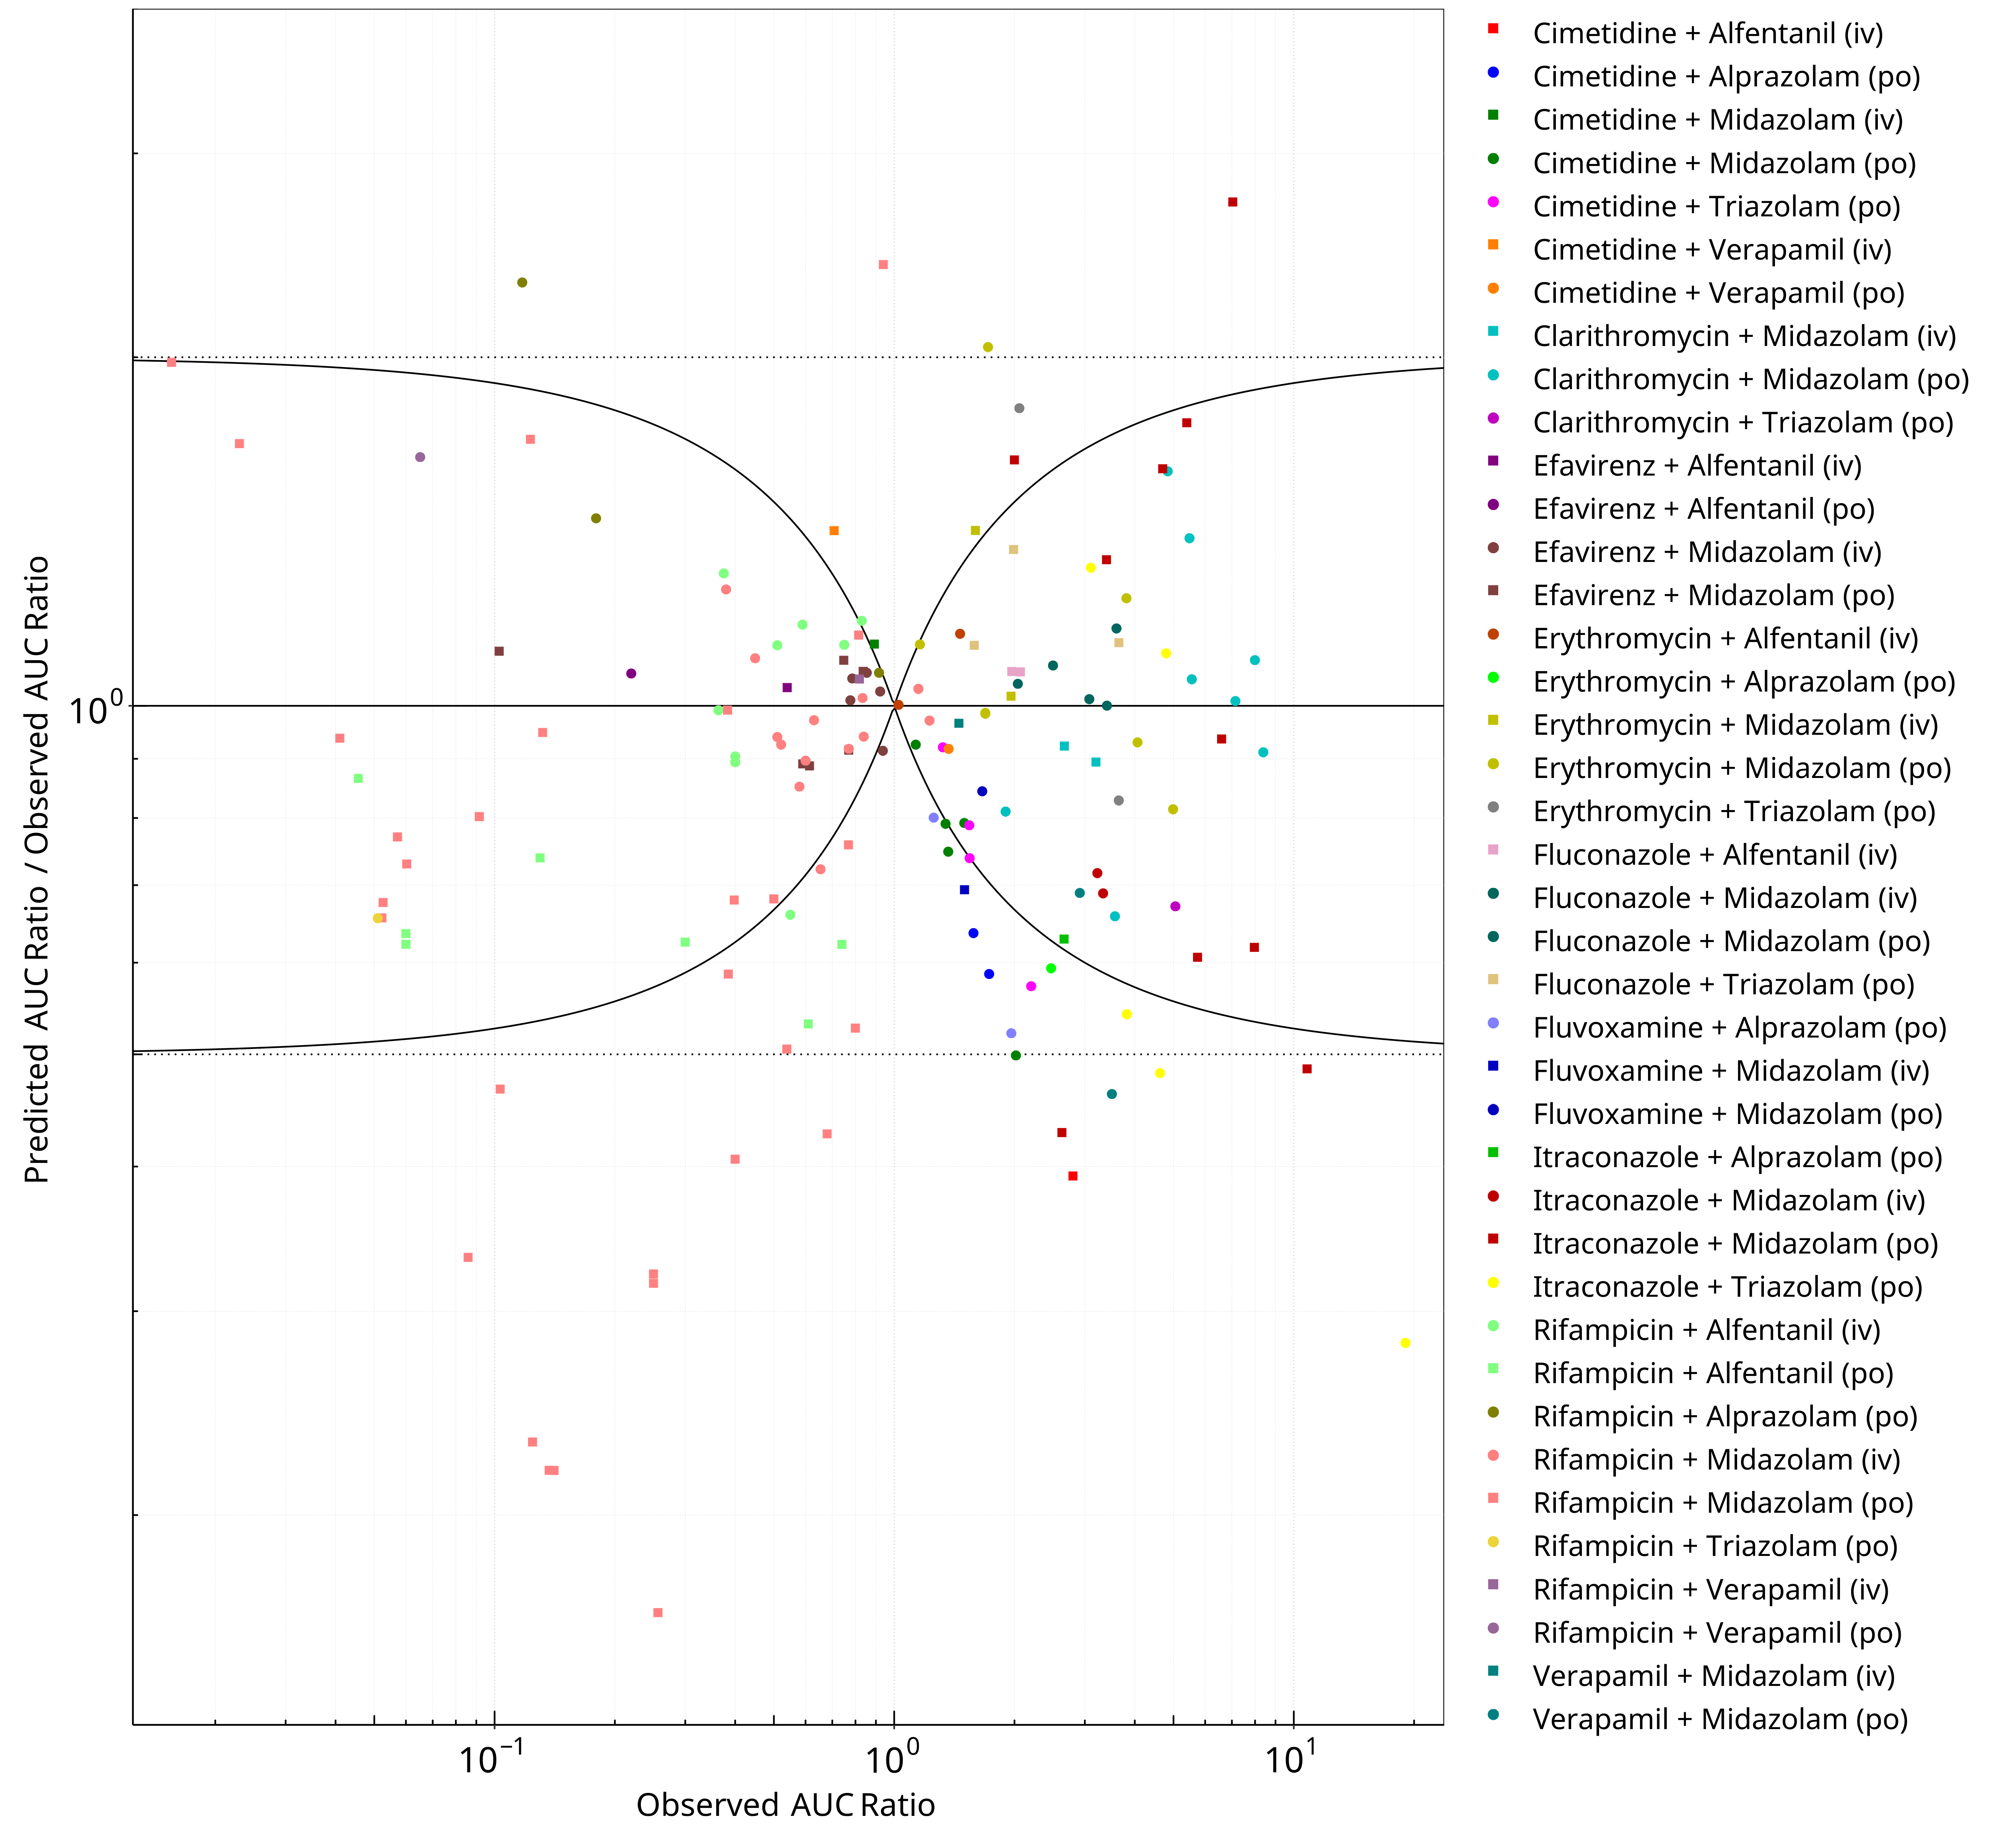 Cimetidine + Alfentanil (iv)
Cimetidine + Alprazolam (po)
Cimetidine + Midazolam (iv)
Cimetidine + Midazolam (po)
Cimetidine + Triazolam (po)
Cimetidine + Verapamil (iv)
Cimetidine + Verapamil (po)
Clarithromycin + Midazolam (iv)
Clarithromycin + Midazolam (po)
Clarithromycin + Triazolam (po)
Efavirenz + Alfentanil (iv)
Efavirenz + Alfentanil (po)
Efavirenz + Midazolam (iv)
Efavirenz + Midazolam (po)
Erythromycin + Alfentanil (iv)
Erythromycin + Alprazolam (po)
Erythromycin + Midazolam (iv)
Erythromycin + Midazolam (po)
Erythromycin + Triazolam (po)
Fluconazole + Alfentanil (iv)
Fluconazole + Midazolam (iv)
Fluconazole + Midazolam (po)
Fluconazole + Triazolam (po)
Fluvoxamine + Alprazolam (po)
Fluvoxamine + Midazolam (iv)
Fluvoxamine + Midazolam (po)
Itraconazole + Alprazolam (po)
Itraconazole + Midazolam (iv)
Itraconazole + Midazolam (po)
Itraconazole + Triazolam (po)
Rifampicin + Alfentanil (iv)
Rifampicin + Alfentanil (po)
Rifampicin + Alprazolam (po)
Rifampicin + Midazolam (iv)
Rifampicin + Midazolam (po)
Rifampicin + Triazolam (po)
Rifampicin + Verapamil (iv)
Rifampicin + Verapamil (po)
Verapamil + Midazolam (iv)
Verapamil + Midazolam (po)
Predicted AUC Ratio / Observed AUC Ratio
10⁰
10⁻¹ 10⁰ 10¹
Observed AUC Ratio